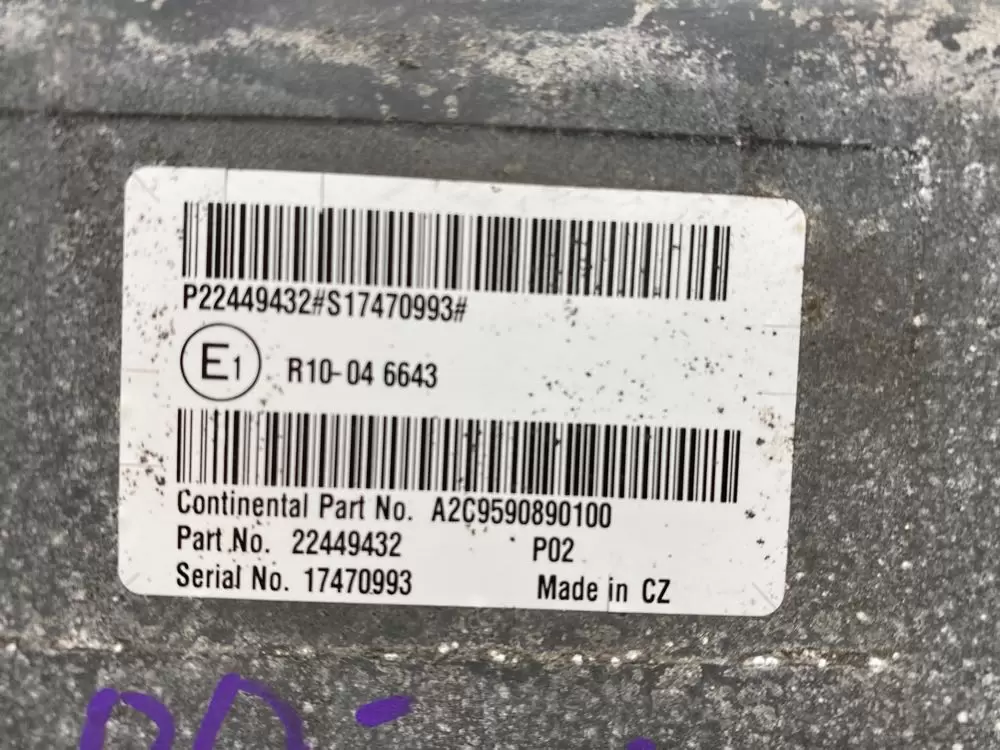 P22449432#S17470993#
E1 R10-04 6643
Continental Part No. A2C9590890100
Part No. 22449432 P02
Serial No. 17470993 Made in CZ